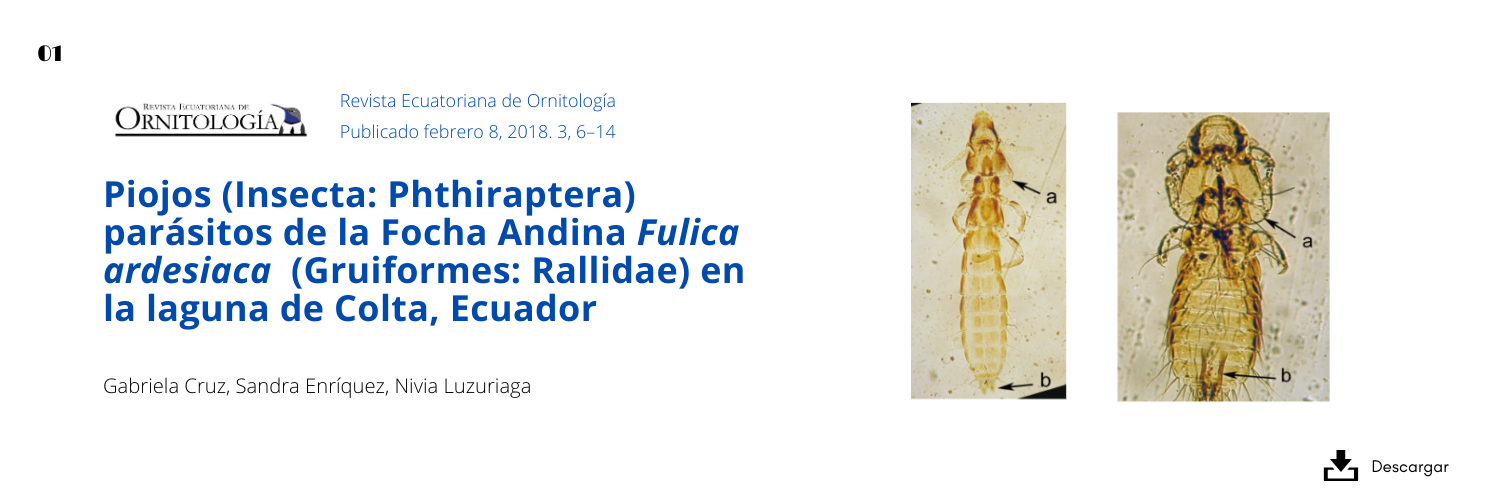 01
REVISTA ECUATORIANA DE
ORNITOLOGÍA
Revista Ecuatoriana de Ornitología
Publicado febrero 8, 2018. 3, 6–14
Piojos (Insecta: Phthiraptera)
parásitos de la Focha Andina Fulica
ardesiaca (Gruiformes: Rallidae) en
la laguna de Colta, Ecuador
Gabriela Cruz, Sandra Enríquez, Nivia Luzuriaga
a
b
a
b
Descargar